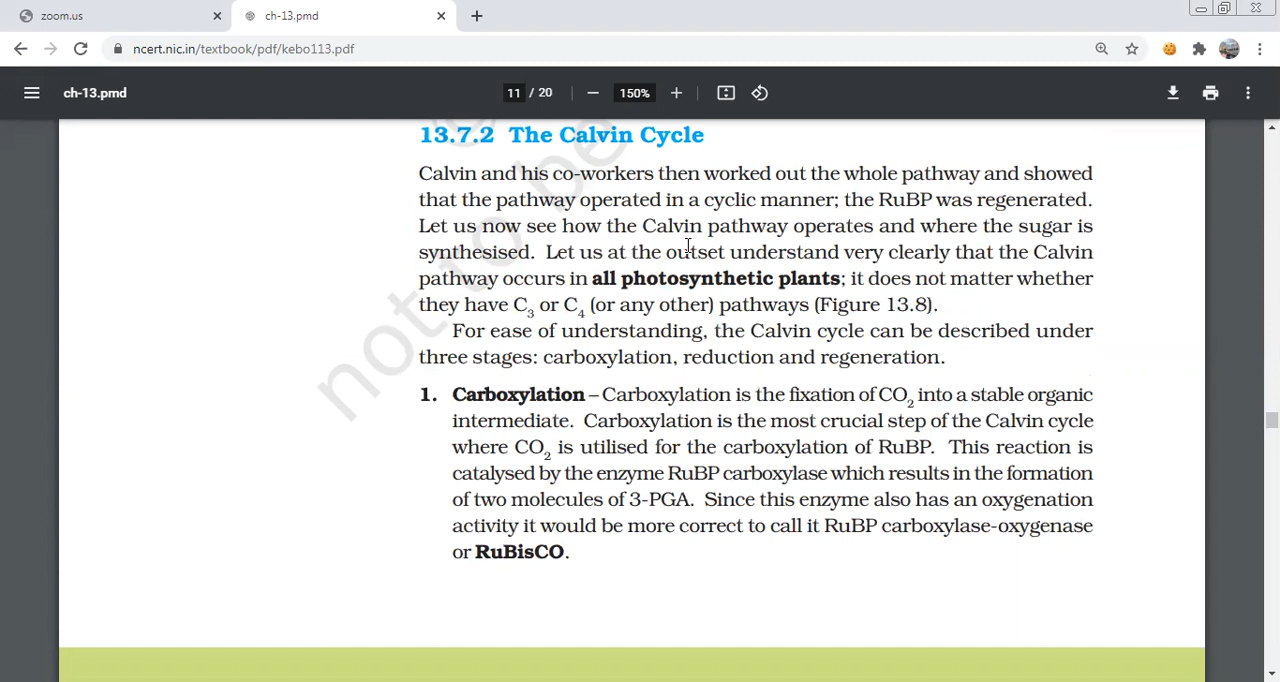 zoom.us
ch-13.pmd
ncert.nic.in/textbook/pdf/kebo113.pdf
ch-13.pmd
11 / 20
150%
13.7.2 The Calvin Cycle
Calvin and his co-workers then worked out the whole pathway and showed
that the pathway operated in a cyclic manner; the RuBP was regenerated.
Let us now see how the Calvin pathway operates and where the sugar is
synthesised. Let us at the outset understand very clearly that the Calvin
pathway occurs in all photosynthetic plants; it does not matter whether
they have C₃ or C₄ (or any other) pathways (Figure 13.8).
For ease of understanding, the Calvin cycle can be described under
three stages: carboxylation, reduction and regeneration.
1. Carboxylation – Carboxylation is the fixation of CO₂ into a stable organic
intermediate. Carboxylation is the most crucial step of the Calvin cycle
where CO₂ is utilised for the carboxylation of RuBP. This reaction is
catalysed by the enzyme RuBP carboxylase which results in the formation
of two molecules of 3-PGA. Since this enzyme also has an oxygenation
activity it would be more correct to call it RuBP carboxylase-oxygenase
or RuBisCO.
not to be